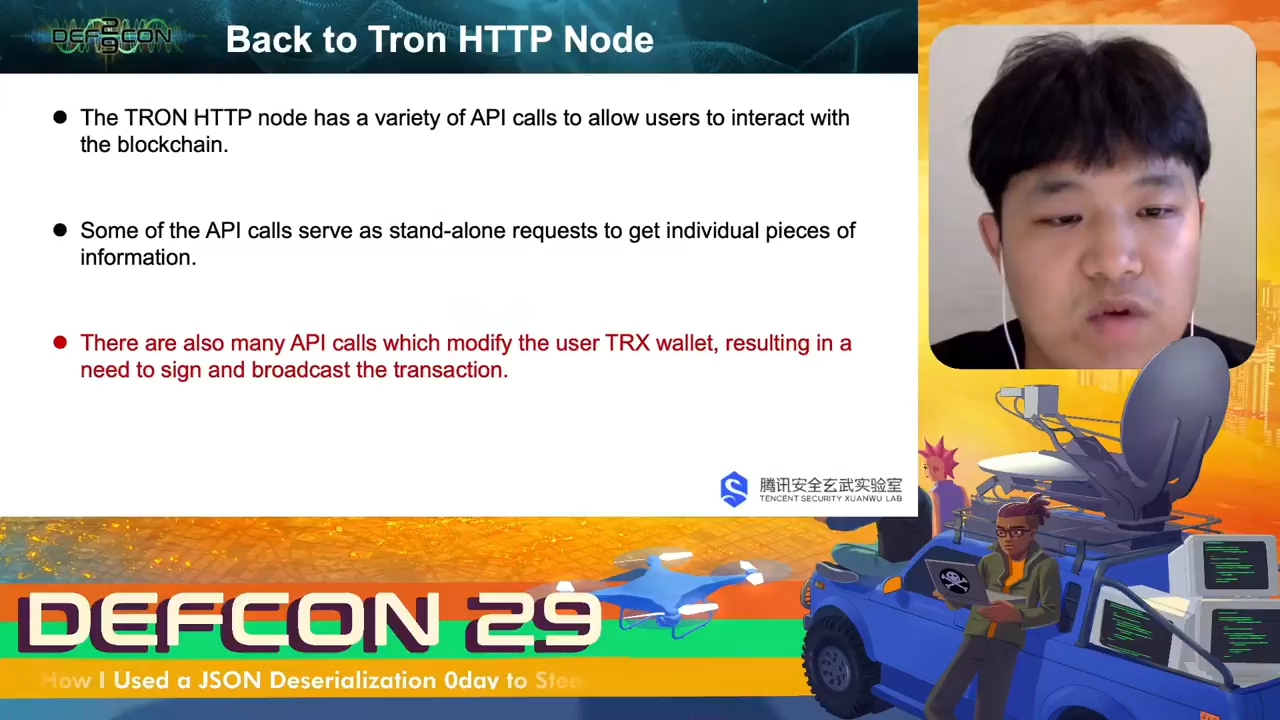 DEF CON
29
Back to Tron HTTP Node
● The TRON HTTP node has a variety of API calls to allow users to interact with
the blockchain.
● Some of the API calls serve as stand-alone requests to get individual pieces of
information.
● There are also many API calls which modify the user TRX wallet, resulting in a
need to sign and broadcast the transaction.
腾讯安全玄武实验室
TENCENT SECURITY XUANWU LAB
DEFCON 29
How I Used a JSON Deserialization 0day to Stea